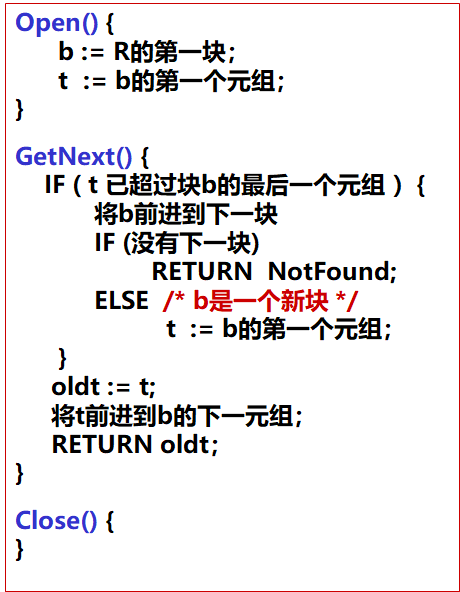 Open() {
b := R的第一块；
t := b的第一个元组；
}
GetNext() {
IF ( t 已超过块b的最后一个元组 ) {
将b前进到下一块
IF (没有下一块)
RETURN NotFound;
ELSE /* b是一个新块 */
t := b的第一个元组；
}
oldt := t;
将t前进到b的下一元组；
RETURN oldt；
}
Close() {
}